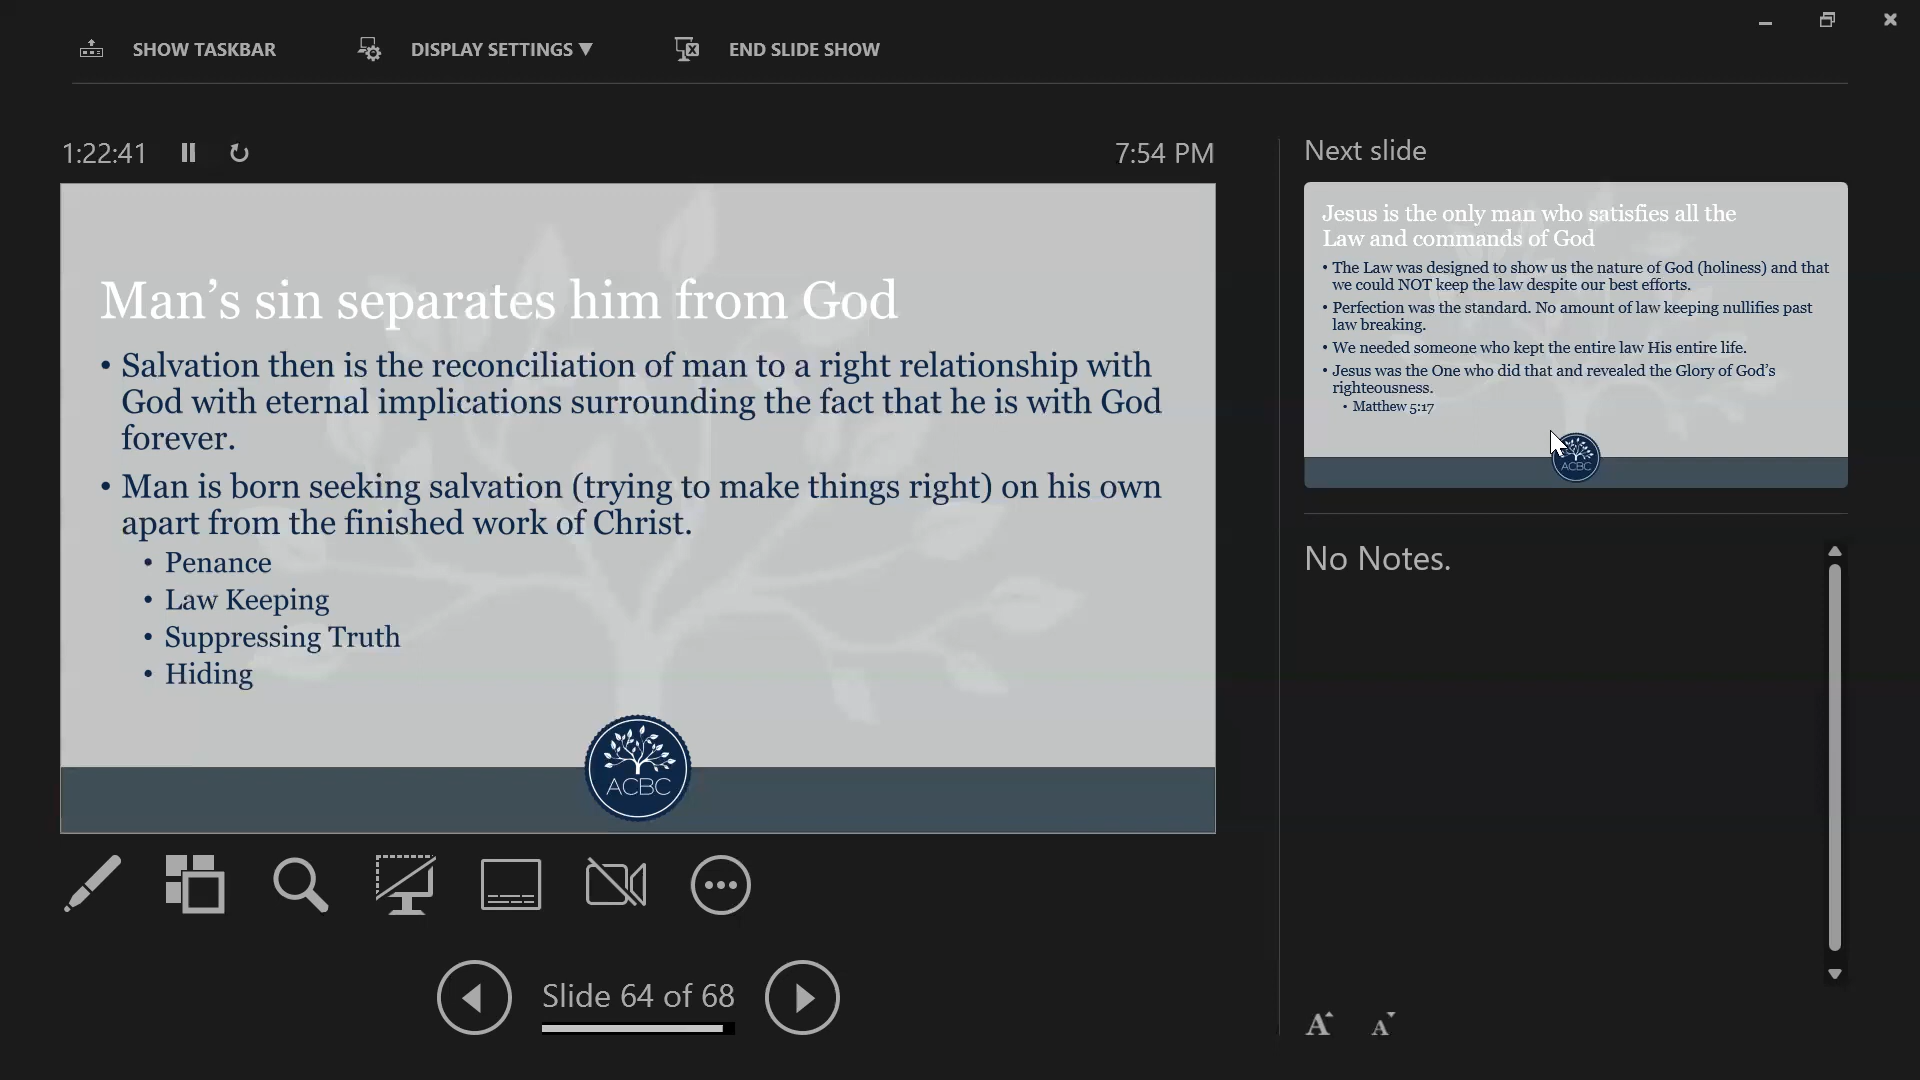 SHOW TASKBAR
DISPLAY SETTINGS ▼
END SLIDE SHOW
1:22:41
7:54 PM
Man’s sin separates him from God
• Salvation then is the reconciliation of man to a right relationship with
God with eternal implications surrounding the fact that he is with God
forever.
• Man is born seeking salvation (trying to make things right) on his own
apart from the finished work of Christ.
• Penance
• Law Keeping
• Suppressing Truth
• Hiding
ACBC
Slide 64 of 68
Next slide
Jesus is the only man who satisfies all the
Law and commands of God
• The Law was designed to show us the nature of God (holiness) and that
we could NOT keep the law despite our best efforts.
• Perfection was the standard. No amount of law keeping nullifies past
law breaking.
• We needed someone who kept the entire law His entire life.
• Jesus was the One who did that and revealed the Glory of God’s
righteousness.
• Matthew 5:17
ACBC
No Notes.
A A